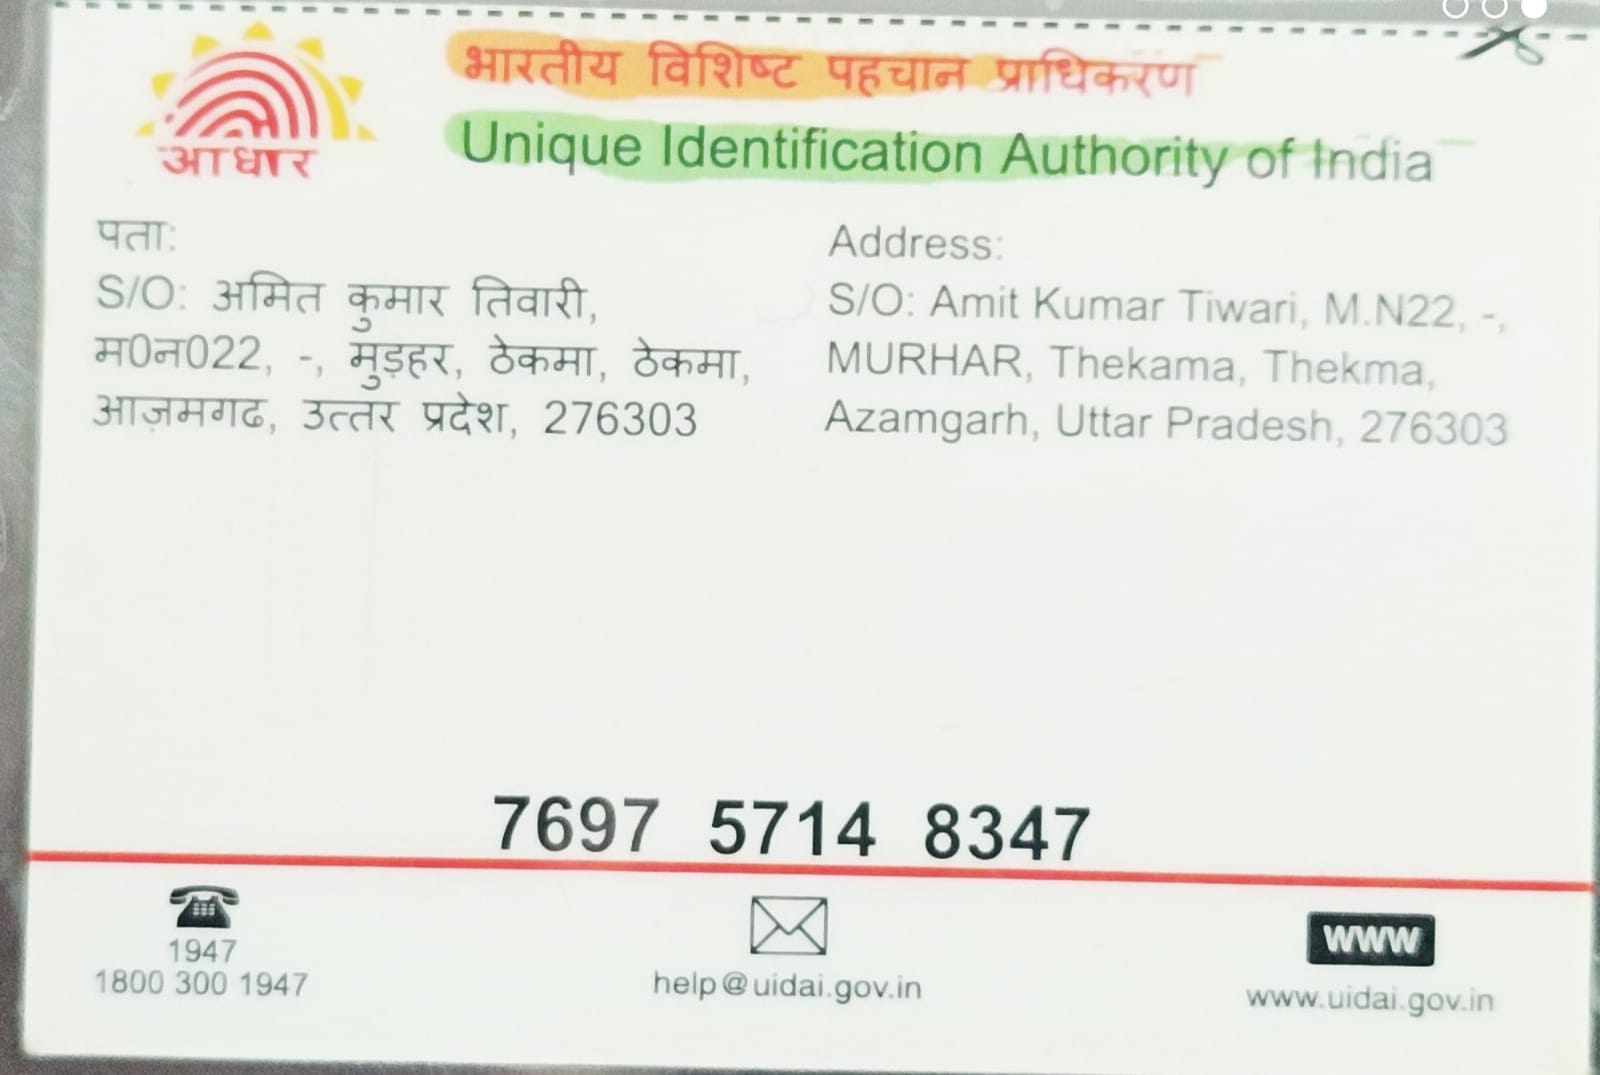 भारतीय विशिष्ट पहचान प्राधिकरण
Unique Identification Authority of India
आधार
पता:
S/O: अमित कुमार तिवारी,
म0न022, -, मुड़हर, ठेकमा, ठेकमा,
आज़मगढ, उत्तर प्रदेश, 276303
Address:
S/O: Amit Kumar Tiwari, M.N22, -,
MURHAR, Thekama, Thekma,
Azamgarh, Uttar Pradesh, 276303
7697 5714 8347
1947
1800 300 1947
help@uidai.gov.in
www
www.uidai.gov.in